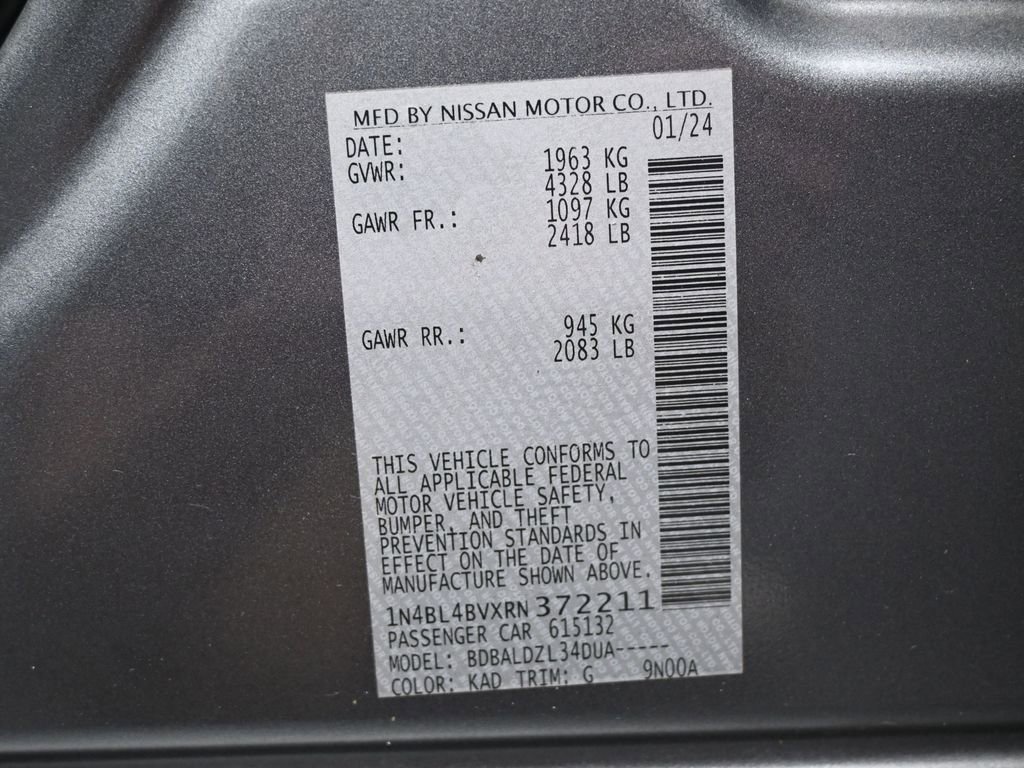 MFD BY NISSAN MOTOR CO., LTD.
DATE: 01/24
GVWR: 1963 KG
4328 LB
GAWR FR.: 1097 KG
2418 LB
GAWR RR.: 945 KG
2083 LB
THIS VEHICLE CONFORMS TO
ALL APPLICABLE FEDERAL
MOTOR VEHICLE SAFETY,
BUMPER, AND THEFT
PREVENTION STANDARDS IN
EFFECT ON THE DATE OF
MANUFACTURE SHOWN ABOVE.
1N4BL4BVXRN372211
PASSENGER CAR 615132
MODEL: BDBALDZL34DUA-----
COLOR: KAD TRIM: G 9N00A